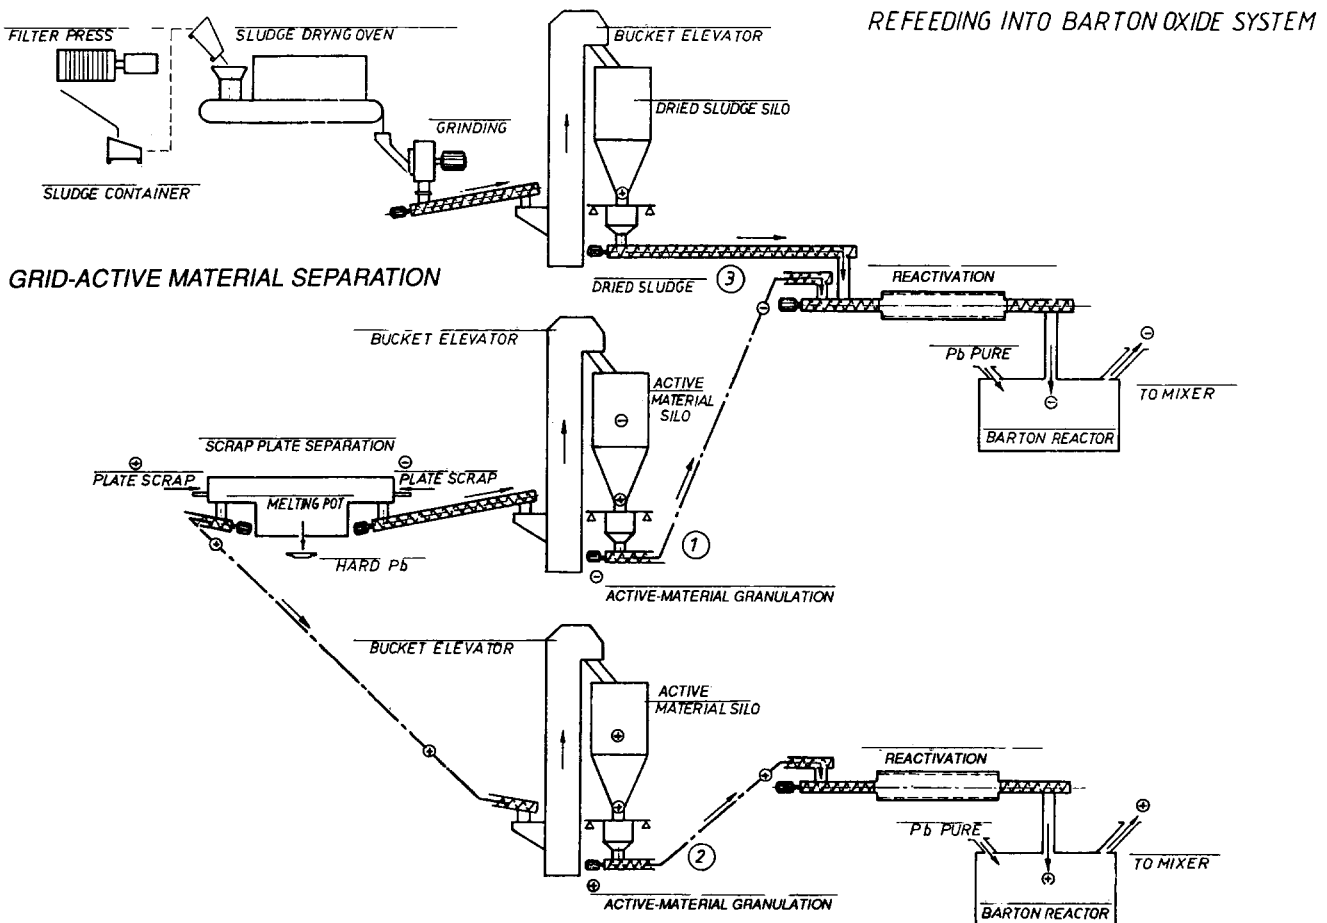 REFEEDING INTO BARTON OXIDE SYSTEM
FILTER PRESS
SLUDGE DRYNG OVEN
BUCKET ELEVATOR
DRIED SLUDGE SILO
GRINDING
SLUDGE CONTAINER
GRID-ACTIVE MATERIAL SEPARATION
DRIED SLUDGE
3
REACTIVATION
BUCKET ELEVATOR
Pb PURE
TO MIXER
BARTON REACTOR
ACTIVE
MATERIAL
SILO
SCRAP PLATE SEPARATION
PLATE SCRAP
PLATE SCRAP
MELTING POT
HARD Pb
1
ACTIVE-MATERIAL GRANULATION
BUCKET ELEVATOR
ACTIVE
MATERIAL SILO
REACTIVATION
Pb PURE
TO MIXER
2
ACTIVE-MATERIAL GRANULATION
BARTON REACTOR